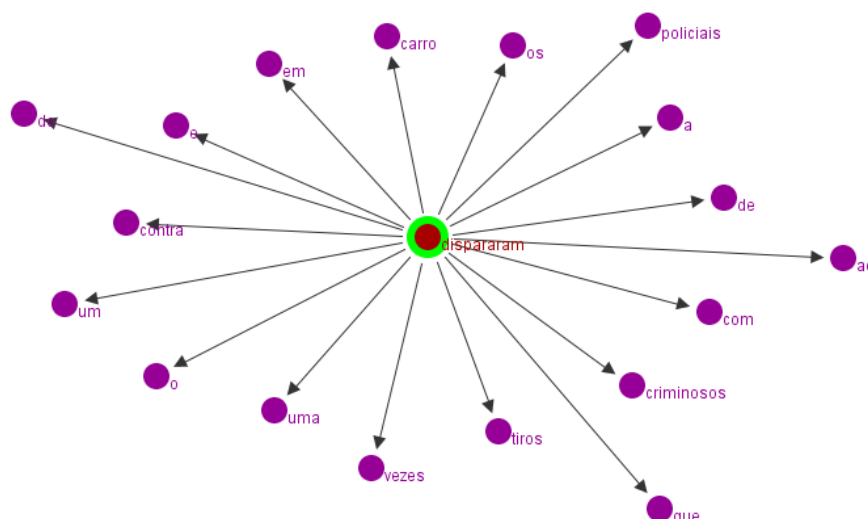 policiais
carro
os
em
a
contra
de
dispararam
um
com
o
criminosos
uma
tiros
vezes